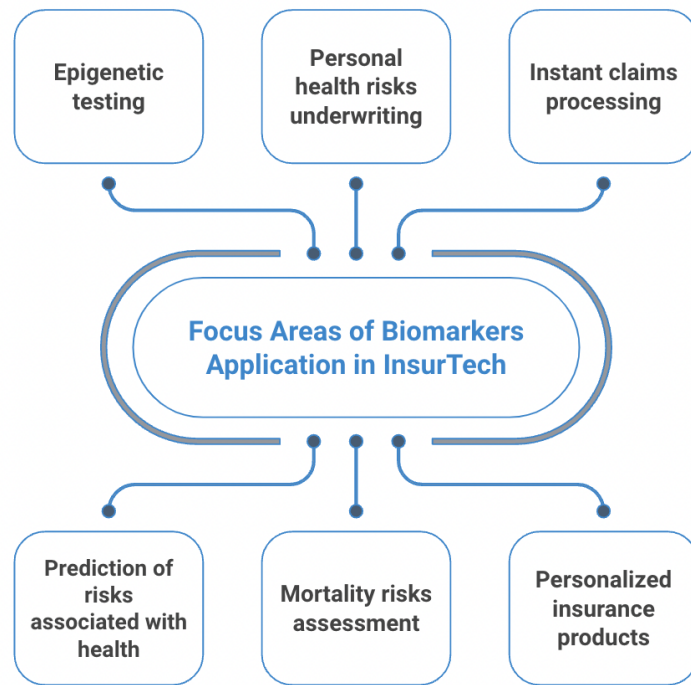 Epigenetic
testing
Personal
health risks
underwriting
Instant claims
processing
Focus Areas of Biomarkers
Application in InsurTech
Prediction of
risks
associated with
health
Mortality risks
assessment
Personalized
insurance
products